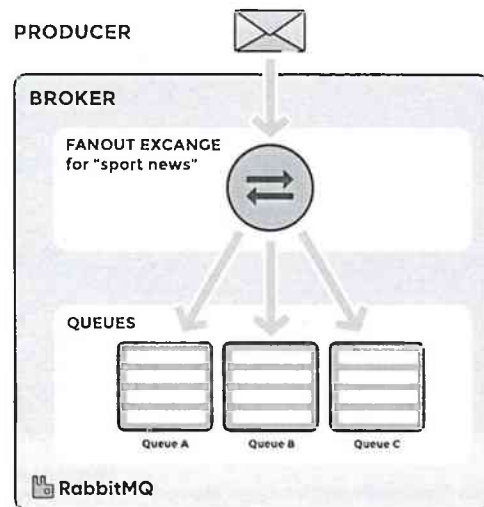 PRODUCER
BROKER
FANOUT EXCANGE
for "sport news"
QUEUES
Queue A
Queue B
Queue C
RabbitMQ